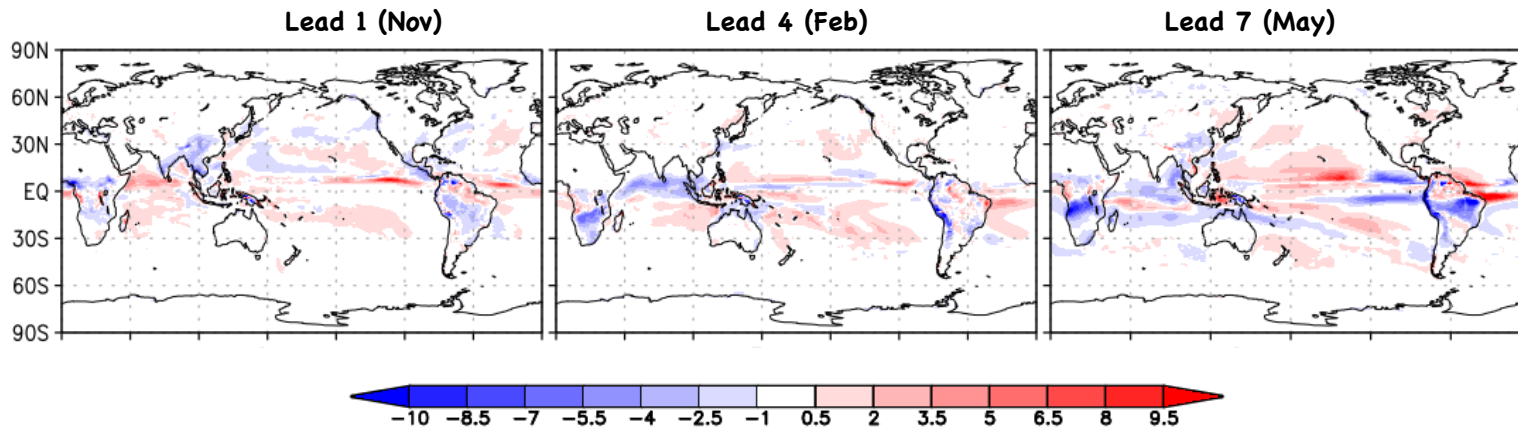 Lead 1 (Nov) Lead 4 (Feb) Lead 7 (May)
90N
60N
30N
EQ
30S
60S
90S
−10 −8.5 −7 −5.5 −4 −2.5 −1 0.5 2 3.5 5 6.5 8 9.5